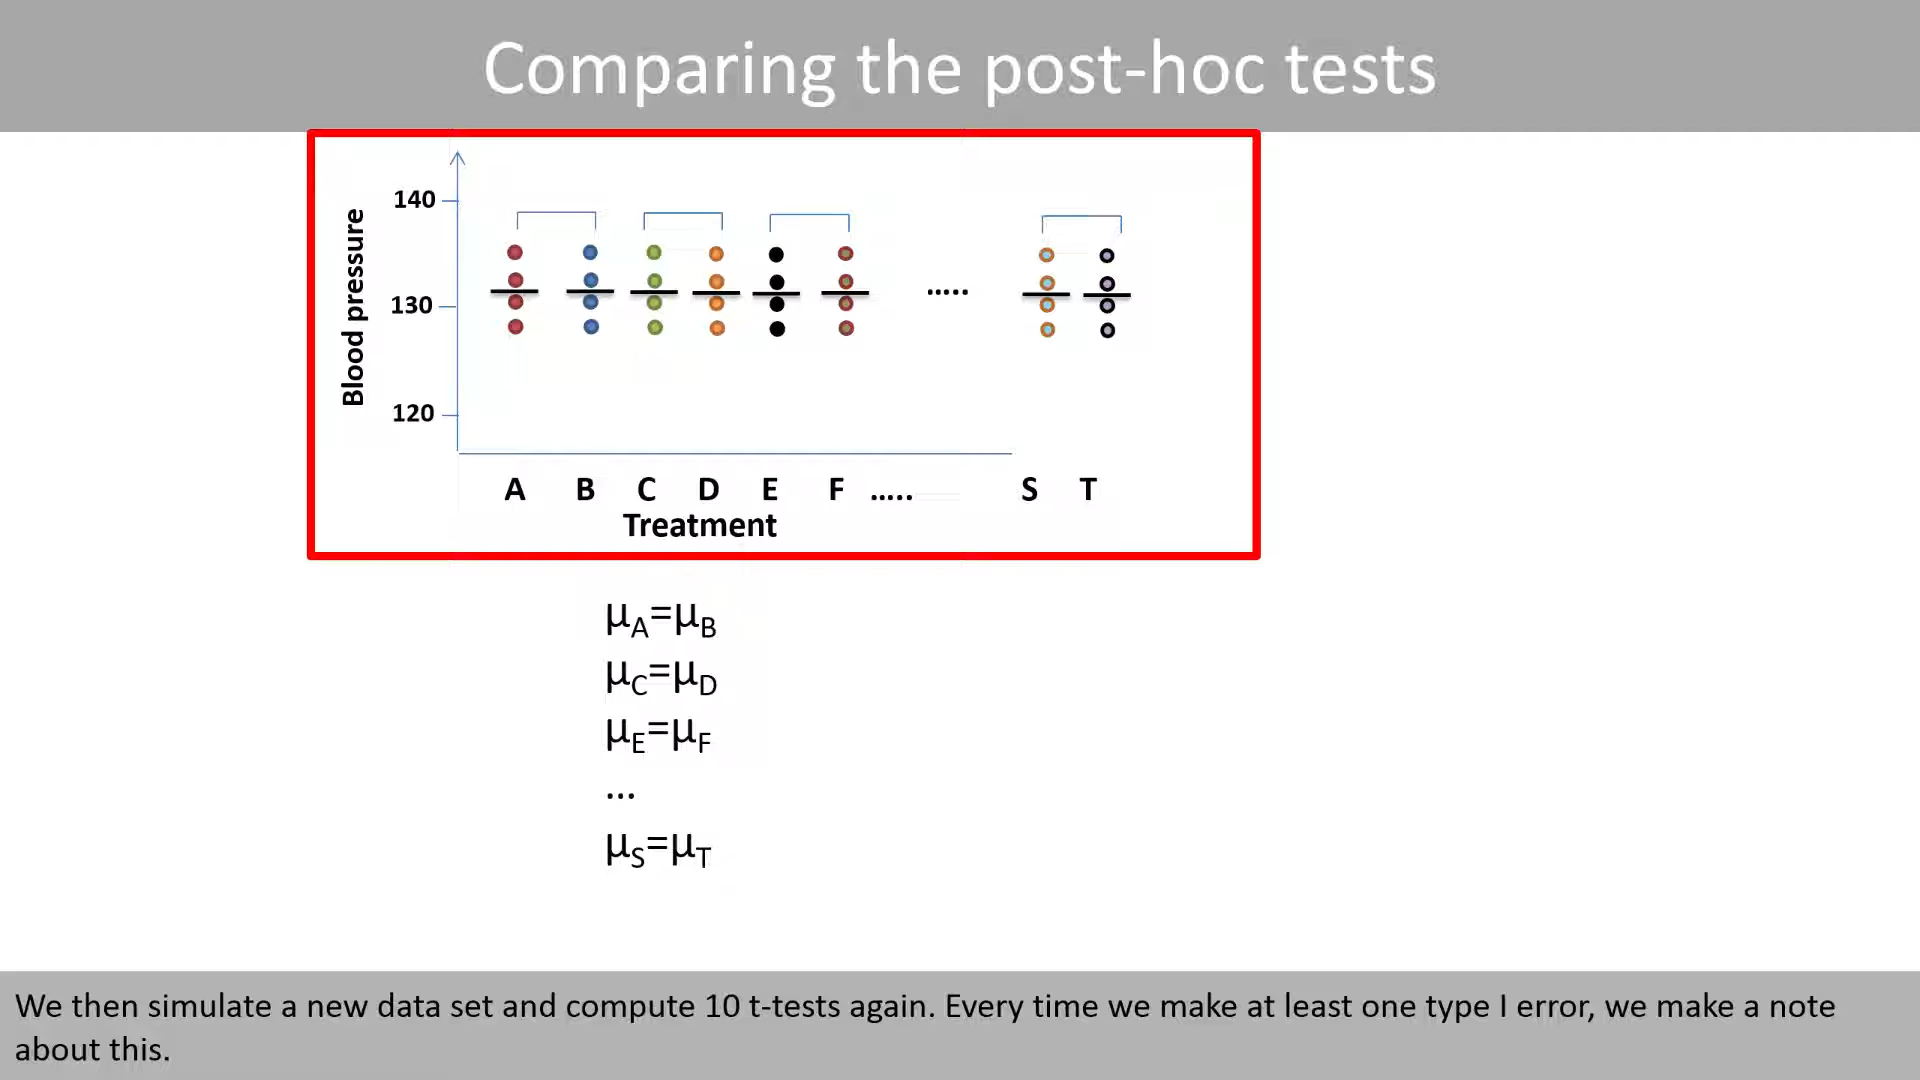 Comparing the post-hoc tests
140
130
120
Blood pressure
.....
A B C D E F ..... S T
Treatment
μA=μB
μC=μD
μE=μF
...
μS=μT
We then simulate a new data set and compute 10 t-tests again. Every time we make at least one type I error, we make a note
about this.